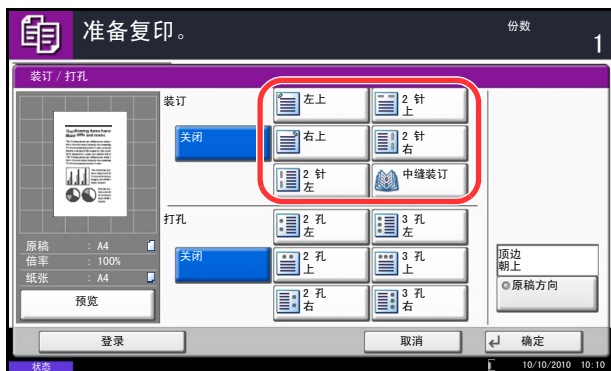 准备复印。
份数
1
装订 / 打孔
装订
关闭
左上
2 针
上
右上
2 针
右
2 针
左
中缝装订
打孔
关闭
2 孔
左
3 孔
左
2 孔
上
3 孔
上
2 孔
右
3 孔
右
原稿 : A4
倍率 : 100%
纸张 : A4
预览
顶边
朝上
原稿方向
登录
取消
确定
状态
10/10/2010 10:10